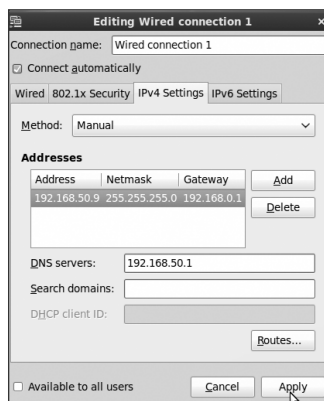 Editing Wired connection 1
Connection name: Wired connection 1
Connect automatically
Wired 802.1x Security IPv4 Settings IPv6 Settings
Method: Manual
Addresses
Address Netmask Gateway Add
192.168.50.9 255.255.255.0 192.168.0.1
Delete
DNS servers: 192.168.50.1
Search domains:
DHCP client ID:
Routes...
Available to all users Cancel Apply